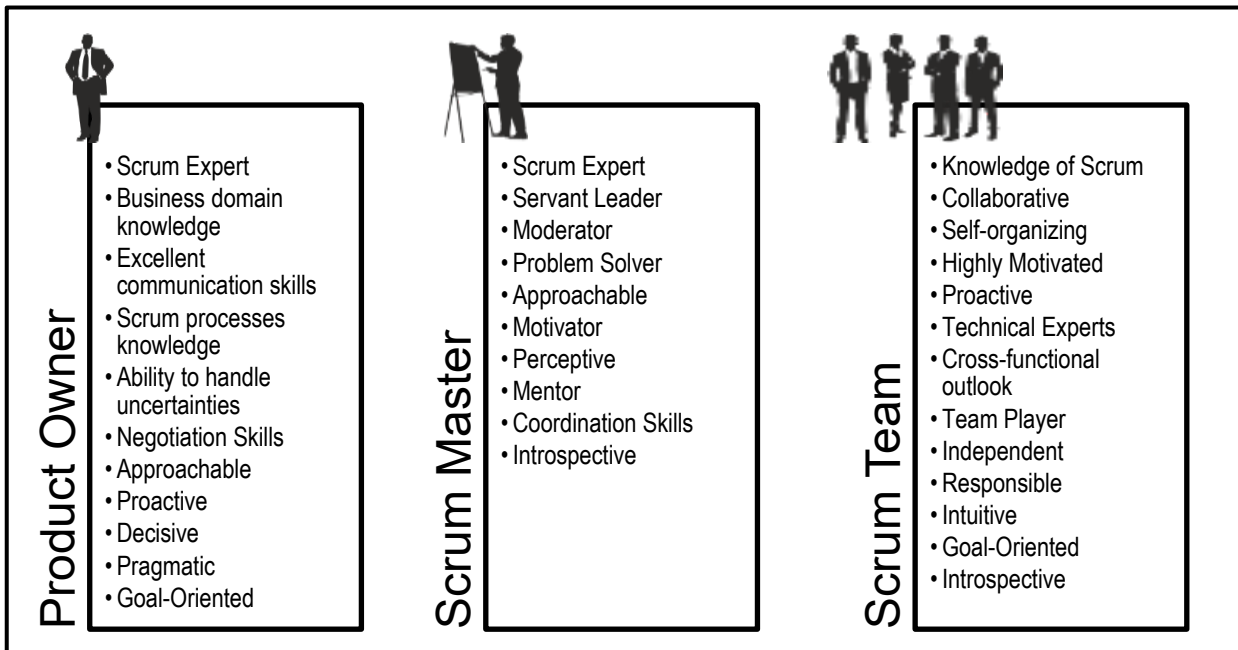 Product Owner
• Scrum Expert
• Business domain
knowledge
• Excellent
communication skills
• Scrum processes
knowledge
• Ability to handle
uncertainties
• Negotiation Skills
• Approachable
• Proactive
• Decisive
• Pragmatic
• Goal-Oriented
Scrum Master
• Scrum Expert
• Servant Leader
• Moderator
• Problem Solver
• Approachable
• Motivator
• Perceptive
• Mentor
• Coordination Skills
• Introspective
Scrum Team
• Knowledge of Scrum
• Collaborative
• Self-organizing
• Highly Motivated
• Proactive
• Technical Experts
• Cross-functional
outlook
• Team Player
• Independent
• Responsible
• Intuitive
• Goal-Oriented
• Introspective